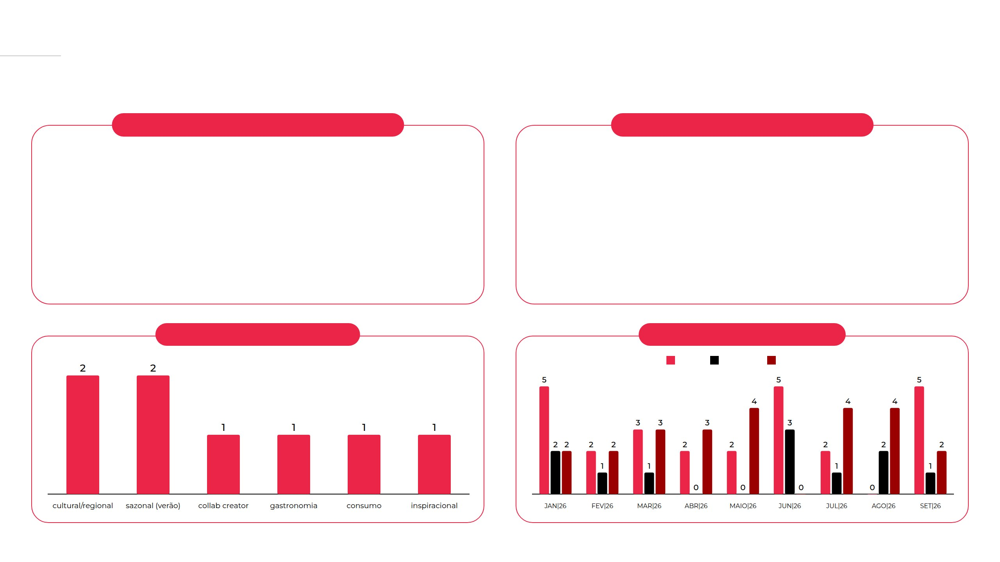 2 2 1 1 1 1
cultural/regional sazonal (verão) collab creator gastronomia consumo inspiracional
5 2 2 2 1 2 3 1 3 2 0 3 2 0 4 5 3 0 2 1 4 0 2 4 5 1 2
JAN|26 FEV|26 MAR|26 ABR|26 MAIO|26 JUN|26 JUL|26 AGO|26 SET|26